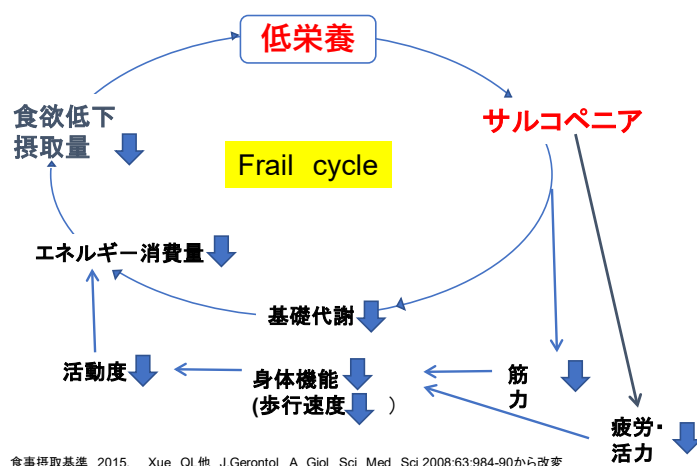 低栄養
食欲低下
摂取量
サルコペニア
Frail cycle
エネルギー消費量
基礎代謝
活動度
身体機能
(歩行速度 ）
筋
力
疲労・
活力
食事摂取基準 2015、 Xue QL他 J Gerontol A Giol Sci Med Sci 2008;63:984-90から改変